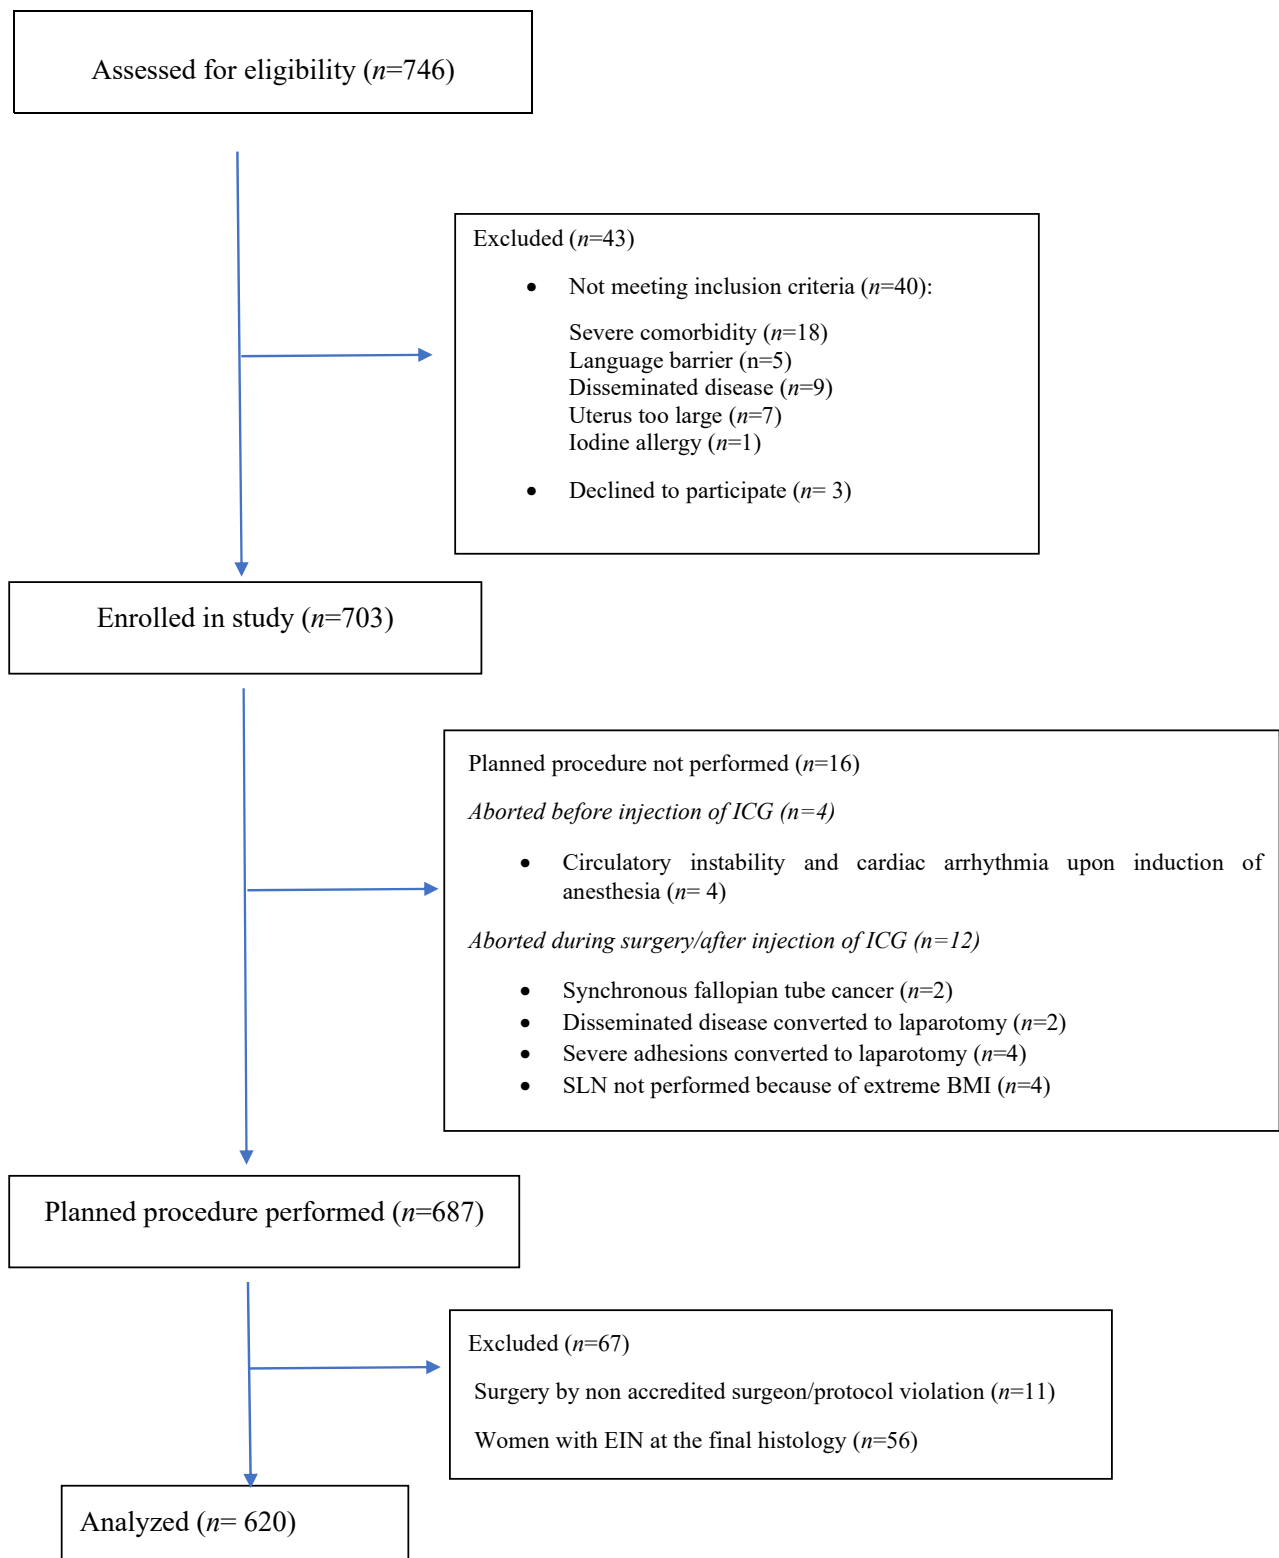 Assessed for eligibility (n=746)
Excluded (n=43)
• Not meeting inclusion criteria (n=40):
Severe comorbidity (n=18)
Language barrier (n=5)
Disseminated disease (n=9)
Uterus too large (n=7)
Iodine allergy (n=1)
• Declined to participate (n= 3)
Enrolled in study (n=703)
Planned procedure not performed (n=16)
Aborted before injection of ICG (n=4)
• Circulatory instability and cardiac arrhythmia upon induction of
anesthesia (n= 4)
Aborted during surgery/after injection of ICG (n=12)
• Synchronous fallopian tube cancer (n=2)
• Disseminated disease converted to laparotomy (n=2)
• Severe adhesions converted to laparotomy (n=4)
• SLN not performed because of extreme BMI (n=4)
Planned procedure performed (n=687)
Excluded (n=67)
Surgery by non accredited surgeon/protocol violation (n=11)
Women with EIN at the final histology (n=56)
Analyzed (n= 620)